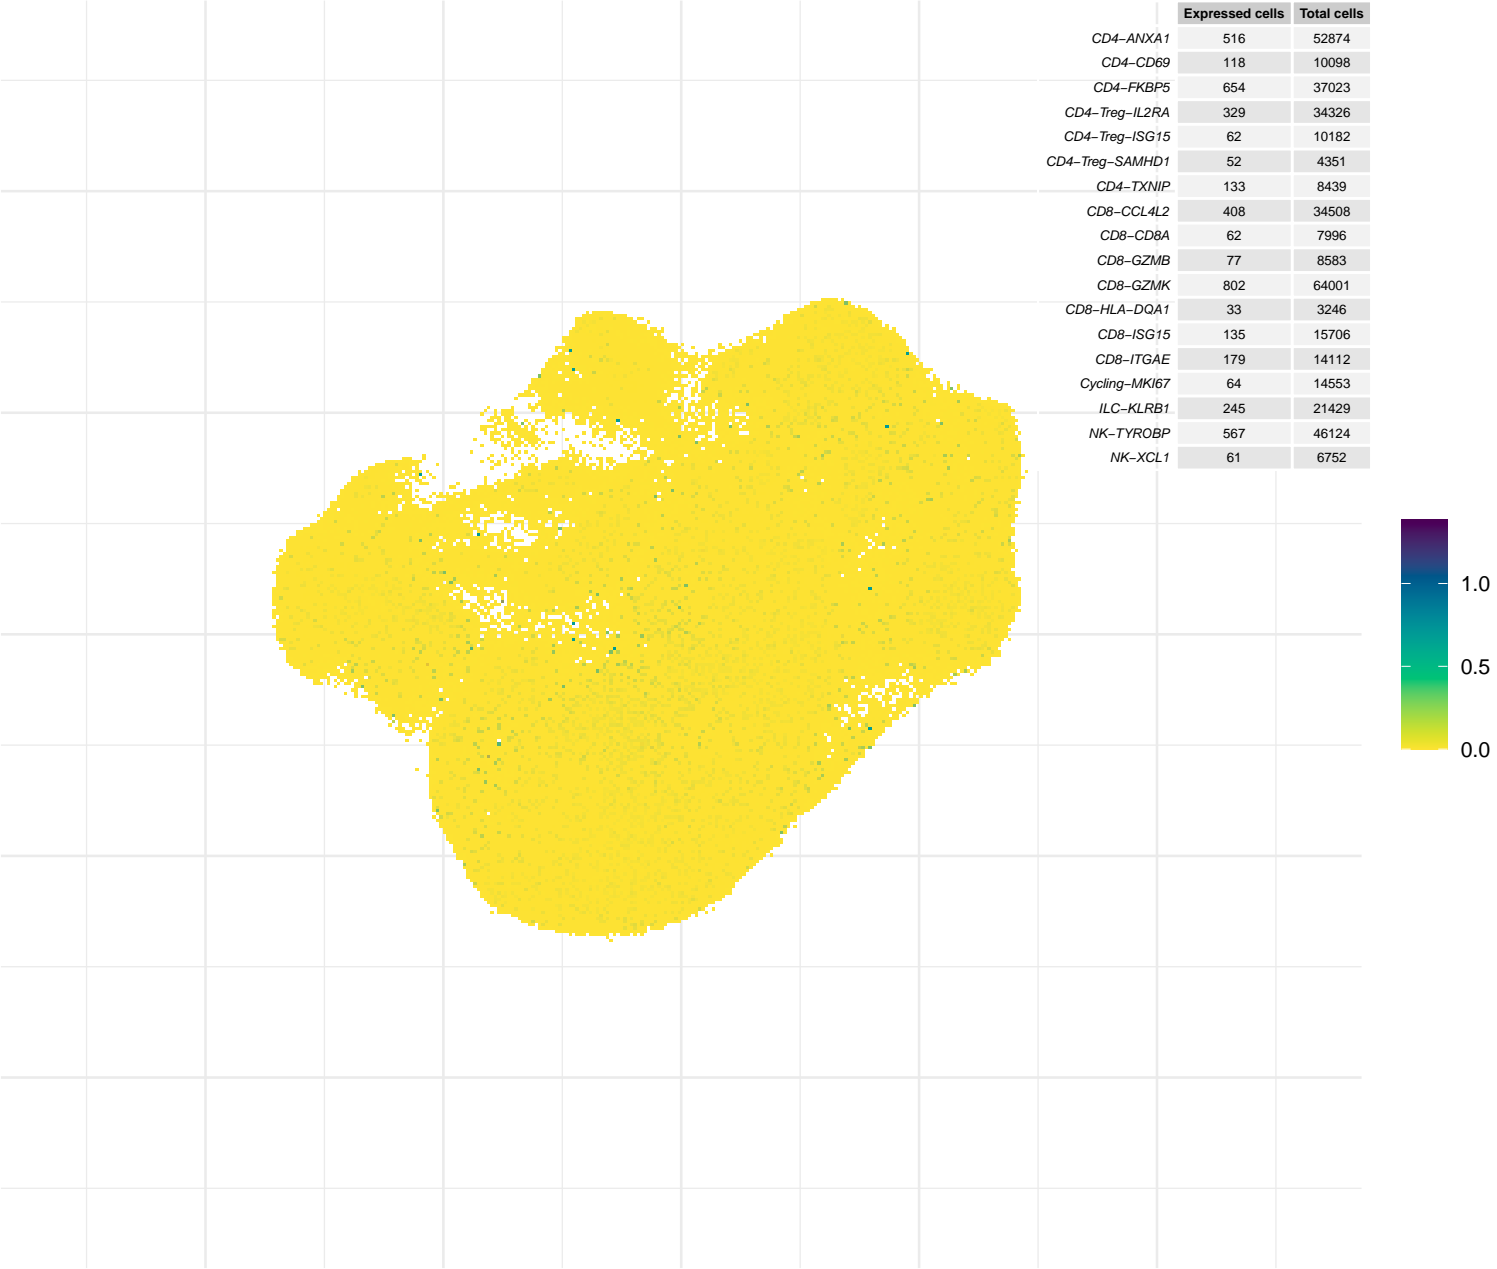 Expressed cells Total cells
CD4−ANXA1 516 52874
CD4−CD69 118 10098
CD4−FKBP5 654 37023
CD4−Treg−IL2RA 329 34326
CD4−Treg−ISG15 62 10182
CD4−Treg−SAMHD1 52 4351
CD4−TXNIP 133 8439
CD8−CCL4L2 408 34508
CD8−CD8A 62 7996
CD8−GZMB 77 8583
CD8−GZMK 802 64001
CD8−HLA−DQA1 33 3246
CD8−ISG15 135 15706
CD8−ITGAE 179 14112
Cycling−MKI67 64 14553
ILC−KLRB1 245 21429
NK−TYROBP 567 46124
NK−XCL1 61 6752
1.0
0.5
0.0